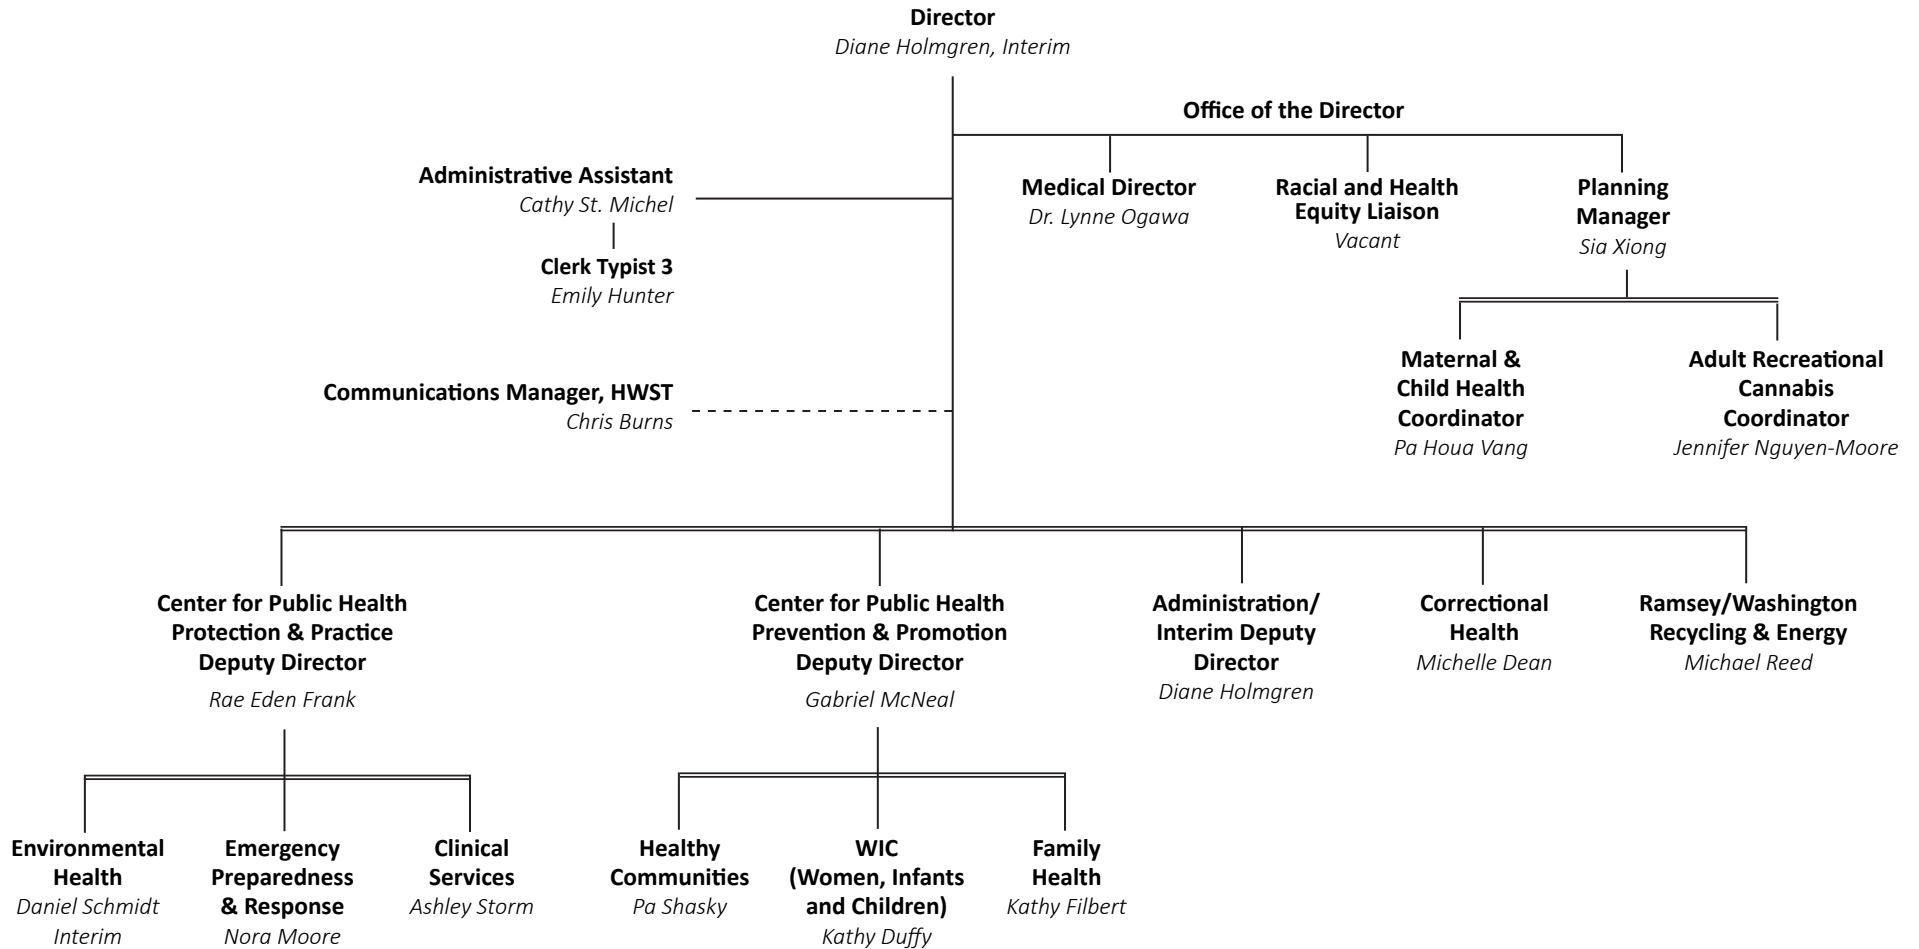 Director
Diane Holmgren, Interim
Office of the Director
Administrative Assistant
Cathy St. Michel
Clerk Typist 3
Emily Hunter
Medical Director
Dr. Lynne Ogawa
Racial and Health
Equity Liaison
Vacant
Planning
Manager
Sia Xiong
Maternal &
Child Health
Coordinator
Pa Houa Vang
Adult Recreational
Cannabis
Coordinator
Jennifer Nguyen-Moore
Communications Manager, HWST
Chris Burns
Center for Public Health
Protection & Practice
Deputy Director
Rae Eden Frank
Center for Public Health
Prevention & Promotion
Deputy Director
Gabriel McNeal
Administration/
Interim Deputy
Director
Diane Holmgren
Correctional
Health
Michelle Dean
Ramsey/Washington
Recycling & Energy
Michael Reed
Environmental
Health
Daniel Schmidt
Interim
Emergency
Preparedness
& Response
Nora Moore
Clinical
Services
Ashley Storm
Healthy
Communities
Pa Shasky
WIC
(Women, Infants
and Children)
Kathy Duffy
Family
Health
Kathy Filbert